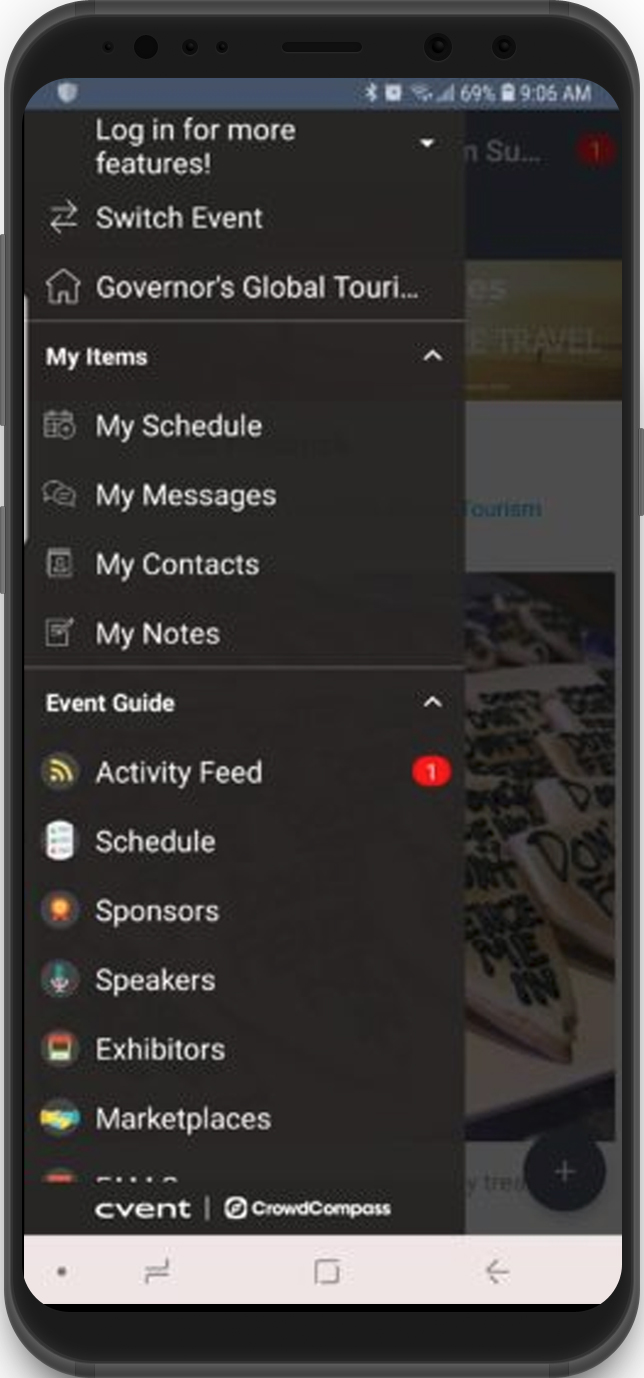 69% 9:06 AM
Log in for more
features!
n Su... 1
Switch Event
Governor's Global Touri...
es
E TRAVEL
My Items
My Schedule
My Messages
Tourism
My Contacts
My Notes
Event Guide
Activity Feed 1
Schedule
Sponsors
Speakers
Exhibitors
Marketplaces
cvent | CrowdCompass
+